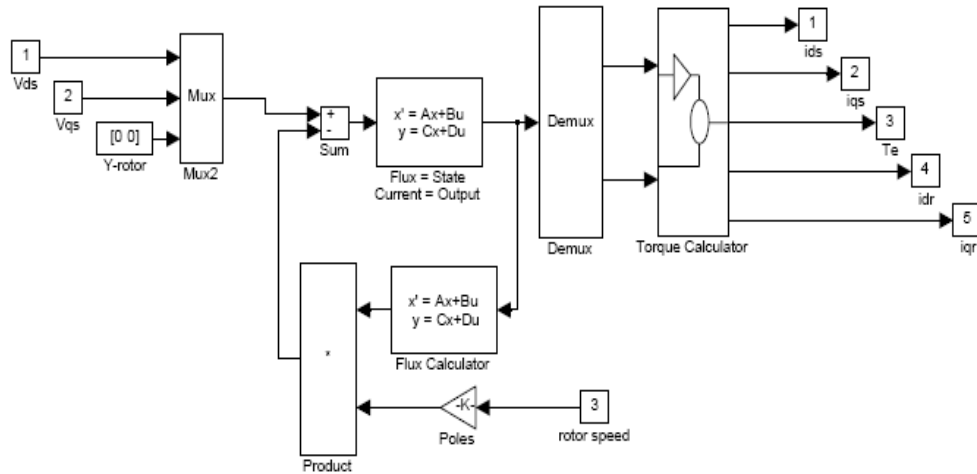 1
Vds
2
Vqs
[0 0]
Y-rotor
Mux
Mux2
+
-
Sum
x' = Ax+Bu
y = Cx+Du
Flux = State
Current = Output
Demux
Demux
Torque Calculator
1
ids
2
iqs
3
Te
4
idr
5
iqr
x' = Ax+Bu
y = Cx+Du
Flux Calculator
×
Product
-K-
Poles
3
rotor speed